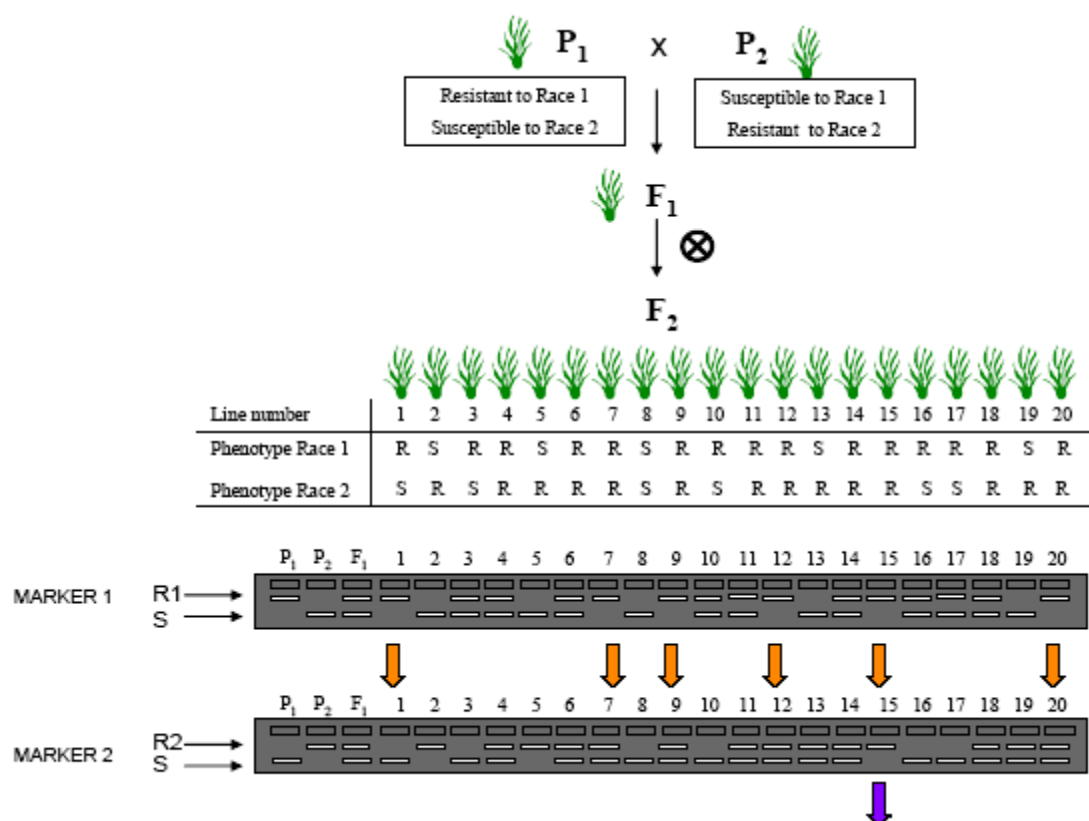 P₁ X P₂
Resistant to Race 1
Susceptible to Race 2
Susceptible to Race 1
Resistant to Race 2
F₁
F₂
Line number 1 2 3 4 5 6 7 8 9 10 11 12 13 14 15 16 17 18 19 20
Phenotype Race 1 R S R R S R R S R R R R S R R R R R S R
Phenotype Race 2 S R S R R R R S R S R R R R R S S R R R
P₁ P₂ F₁ 1 2 3 4 5 6 7 8 9 10 11 12 13 14 15 16 17 18 19 20
MARKER 1 R1
S
P₁ P₂ F₁ 1 2 3 4 5 6 7 8 9 10 11 12 13 14 15 16 17 18 19 20
MARKER 2 R2
S